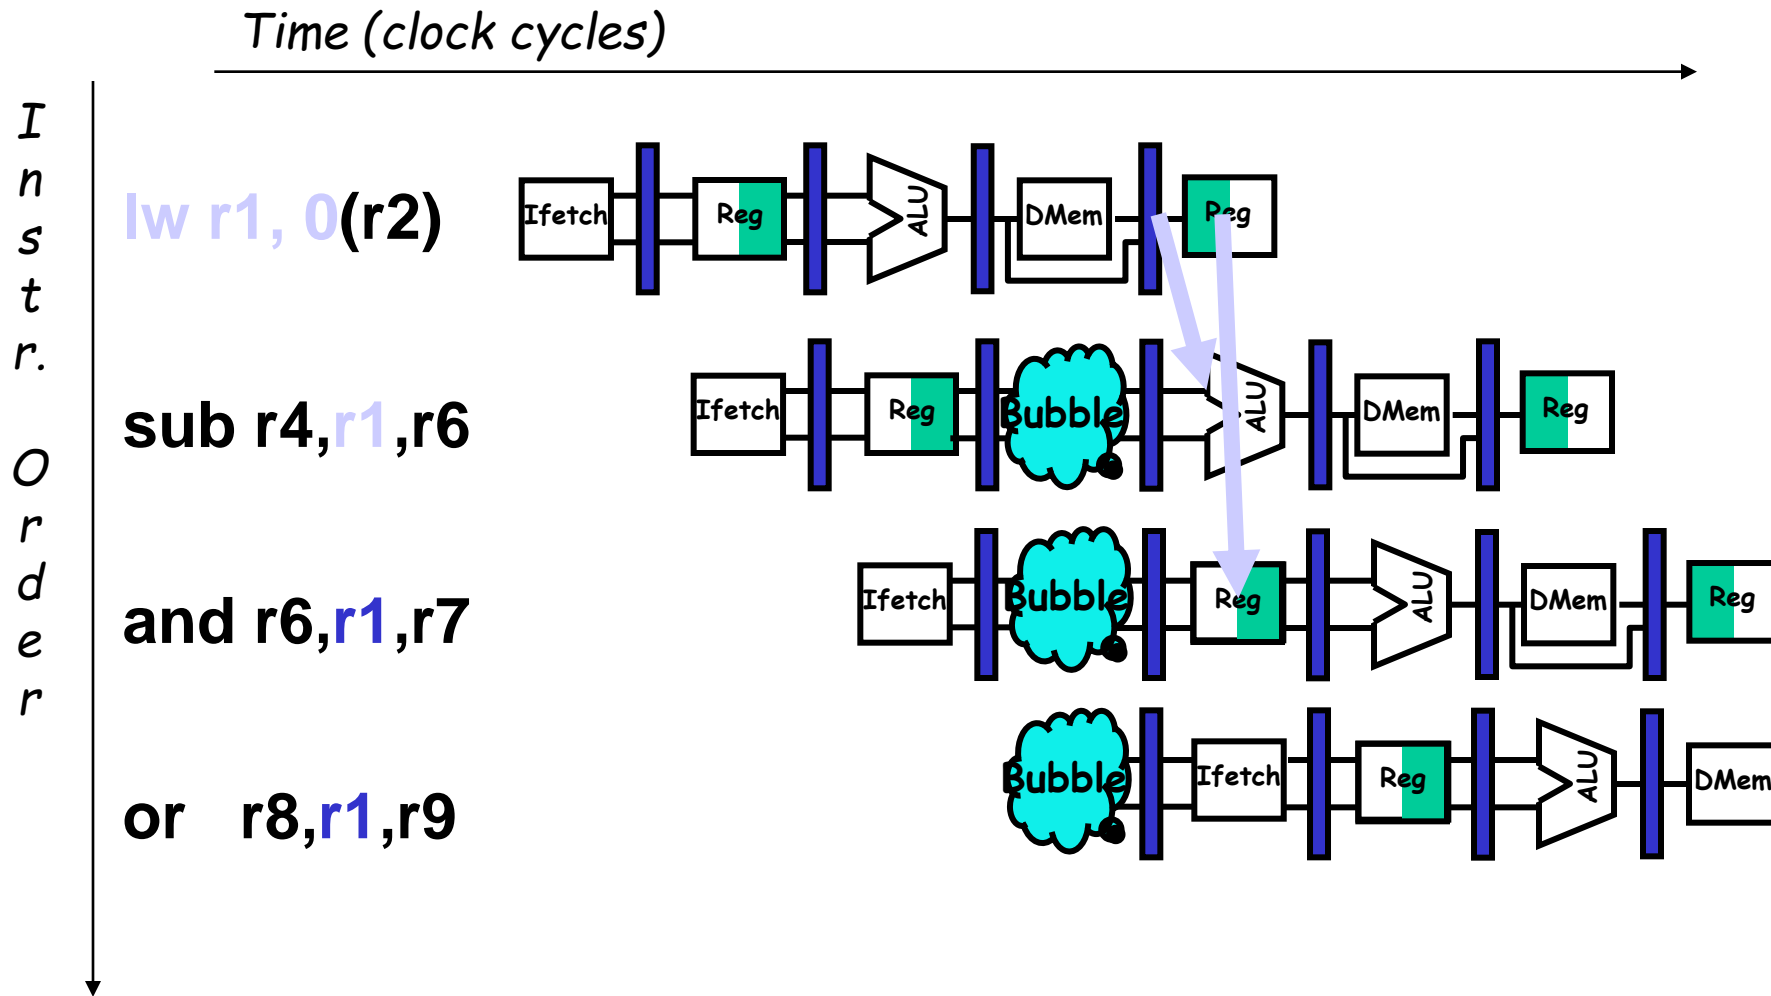 Time (clock cycles)
Instr. Order
lw r1, 0(r2)
Ifetch Reg ALU DMem Reg
sub r4,r1,r6
Ifetch Reg Bubble ALU DMem Reg
and r6,r1,r7
Ifetch Bubble Reg ALU DMem Reg
or r8,r1,r9
Bubble Ifetch Reg ALU DMem